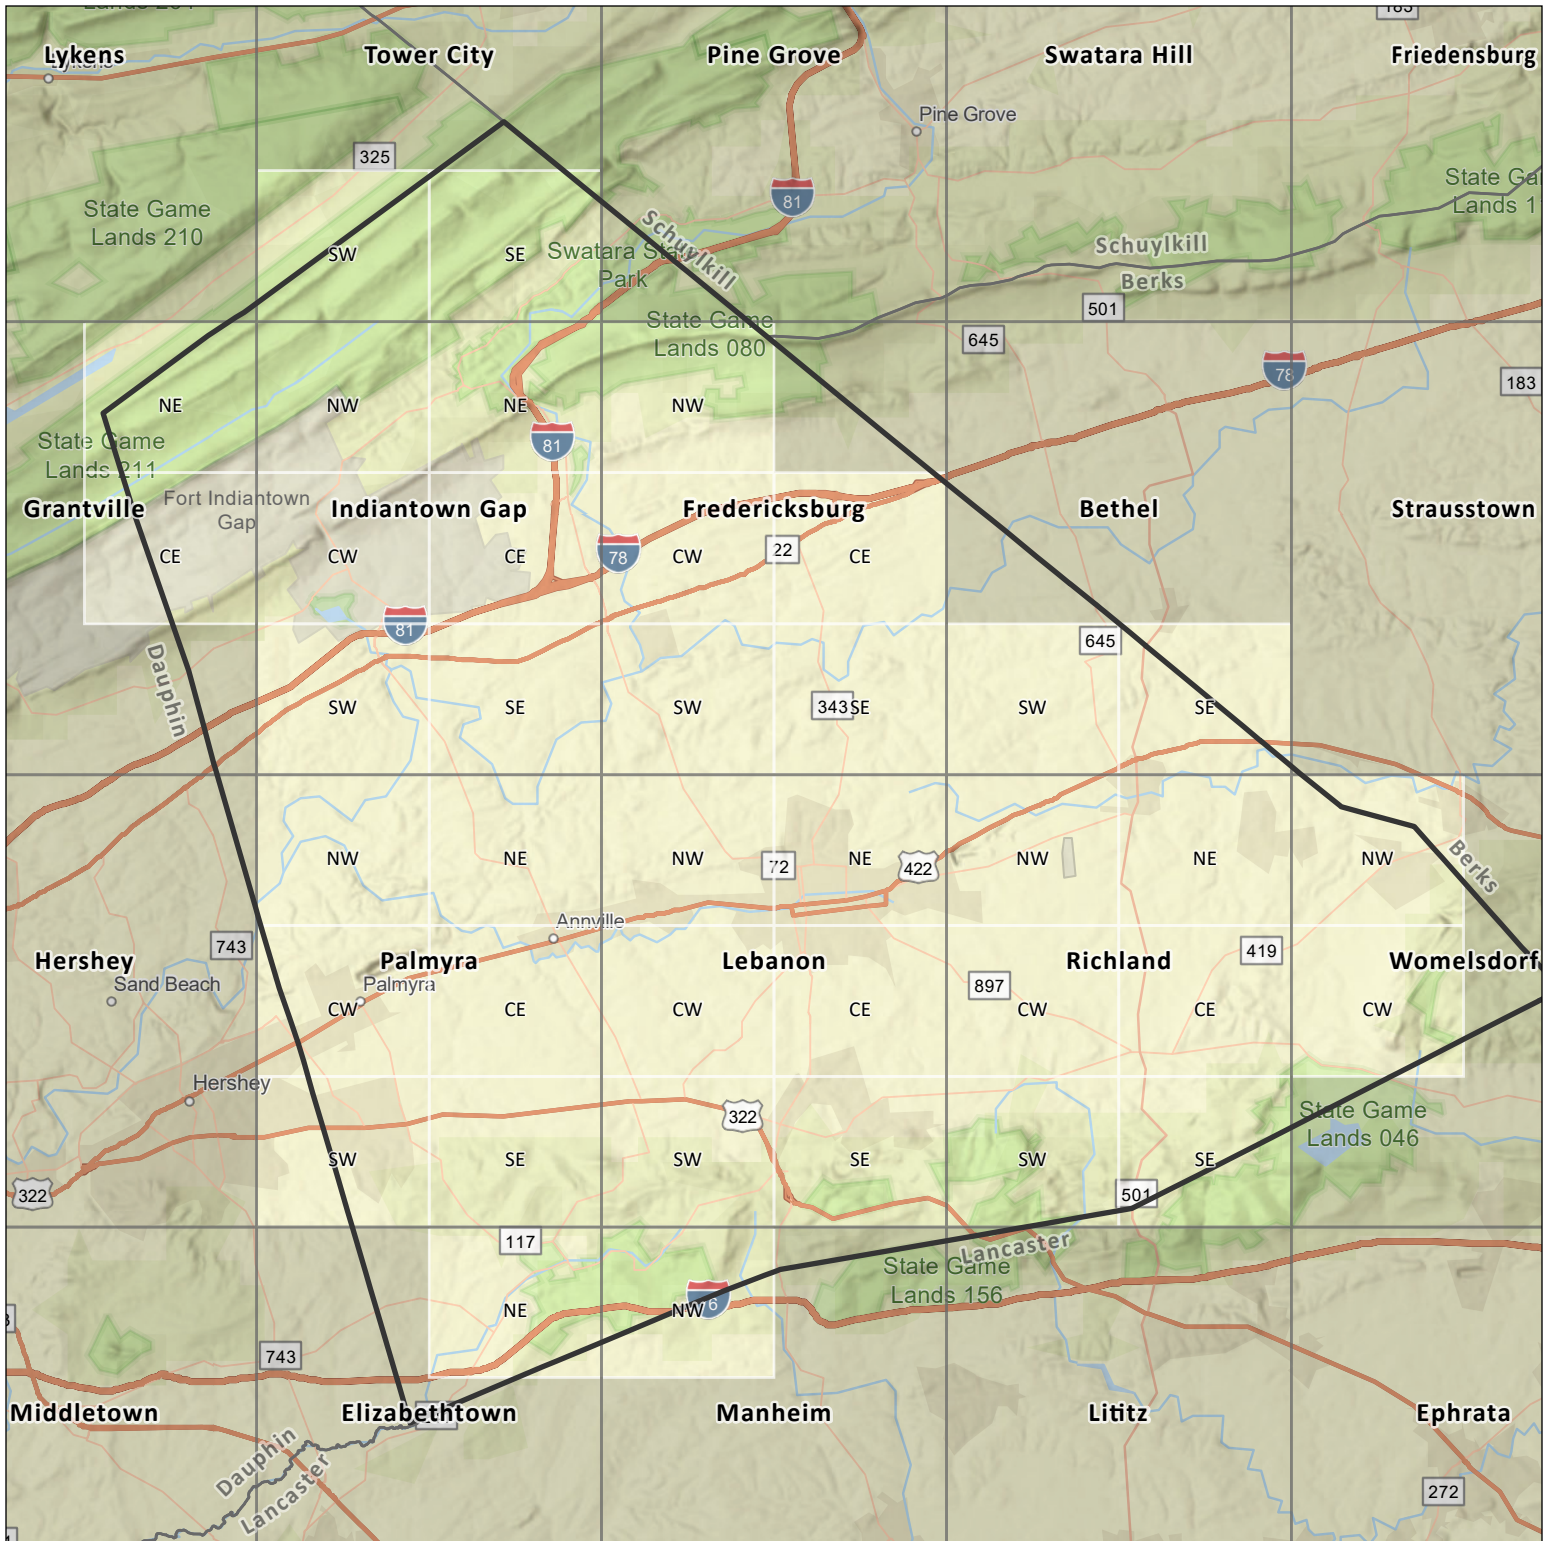 183
Lykens
Tower City
Pine Grove
Swatara Hill
Friedensburg
Pine Grove
325
81
State Game
Lands 210
State
Lands
Schuylkill
Schuylkill
Berks
SW
SE
Swatara
Park
501
State Game
Lands 080
645
78
183
NE
NW
NE
NW
State Game
Lands 211
81
Fort Indiantown
Gap
Grantville
Indiantown Gap
Fredericksburg
Bethel
Strausstown
CE
CW
CE
78
CW
22
CE
81
645
Dauphin
SW
SE
SW
343
SE
SW
SE
NW
NE
NW
72
NE
422
NW
NE
NW
Berks
Annville
743
419
Hershey
Palmyra
Lebanon
Richland
Womelsdorf
Sand Beach
Palmyra
897
CW
CE
CW
CE
CW
CE
CW
Hershey
322
State Game
Lands 046
SW
SE
SW
SE
SW
SE
322
501
117
Lancaster
State Game
Lands 156
NE
NW
743
Middletown
Elizabethtown
Manheim
Lititz
Ephrata
Dauphin
Lancaster
272